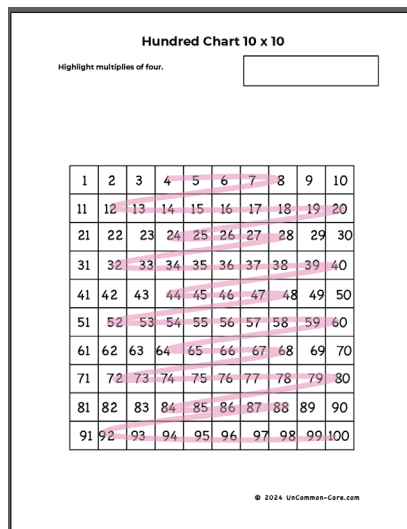 Hundred Chart 10 x 10
Highlight multiplies of four.
1 2 3 4 5 6 7 8 9 10
11 12 13 14 15 16 17 18 19 20
21 22 23 24 25 26 27 28 29 30
31 32 33 34 35 36 37 38 39 40
41 42 43 44 45 46 47 48 49 50
51 52 53 54 55 56 57 58 59 60
61 62 63 64 65 66 67 68 69 70
71 72 73 74 75 76 77 78 79 80
81 82 83 84 85 86 87 88 89 90
91 92 93 94 95 96 97 98 99 100
© 2024 UnCommon-Core.com